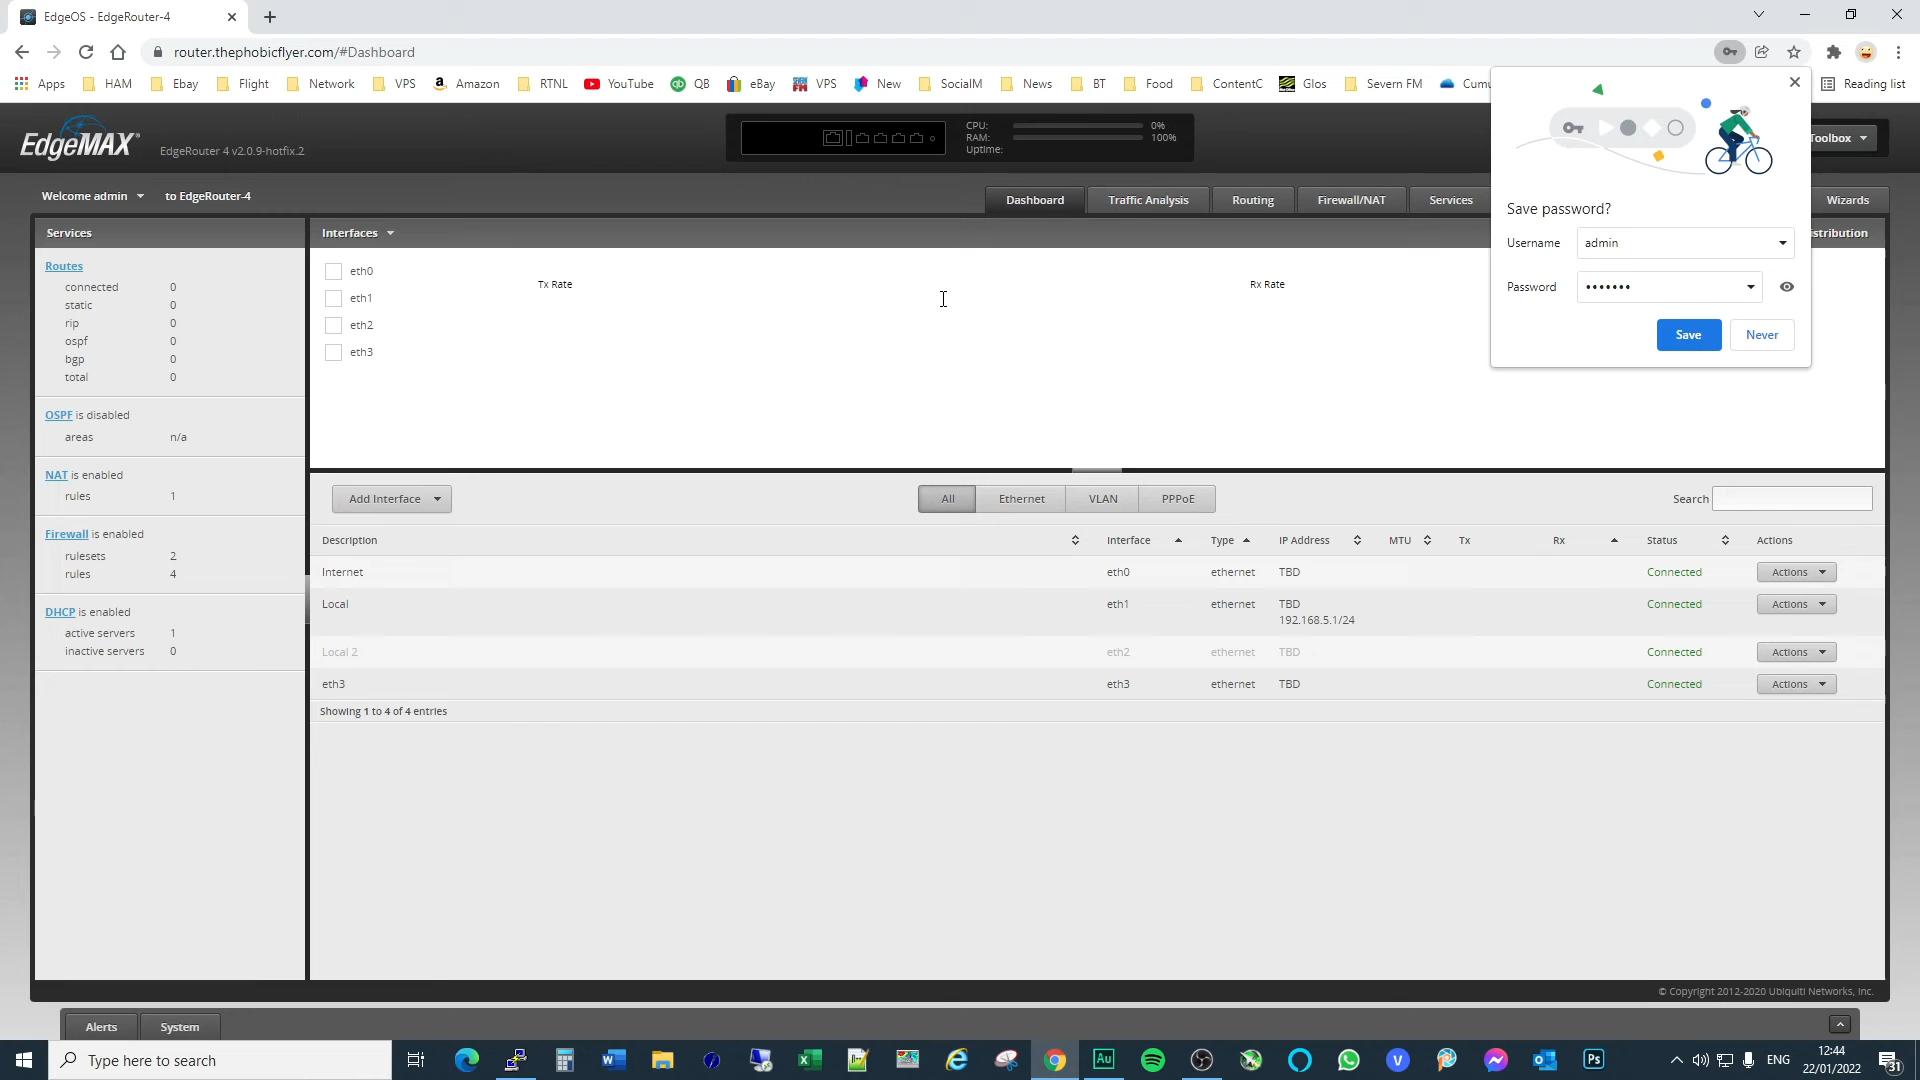 EdgeOS - EdgeRouter-4
router.thephobicflyer.com/#Dashboard
Apps HAM Ebay Flight Network VPS Amazon RTNL YouTube QB eBay VPS New SocialM News BT Food ContentC Glos Severn FM Cumu Reading list
EdgeMAX EdgeRouter 4 v2.0.9-hotfix.2
CPU: 0%
RAM: 100%
Uptime:
Toolbox
Welcome admin to EdgeRouter-4
Dashboard Traffic Analysis Routing Firewall/NAT Services Wizards
Save password?
Username admin
Password •••••••
Save Never
Services
Routes
connected 0
static 0
rip 0
ospf 0
bgp 0
total 0
OSPF is disabled
areas n/a
NAT is enabled
rules 1
Firewall is enabled
rulesets 2
rules 4
DHCP is enabled
active servers 1
inactive servers 0
Interfaces istribution
eth0
eth1
eth2
eth3
Tx Rate Rx Rate
Add Interface All Ethernet VLAN PPPoE Search
Description Interface Type IP Address MTU Tx Rx Status Actions
Internet eth0 ethernet TBD Connected Actions
Local eth1 ethernet TBD Connected Actions
192.168.5.1/24
Local 2 eth2 ethernet TBD Connected Actions
eth3 eth3 ethernet TBD Connected Actions
Showing 1 to 4 of 4 entries
© Copyright 2012-2020 Ubiquiti Networks, Inc.
Alerts System
Type here to search
Au
Ps
ENG
12:44
22/01/2022
31